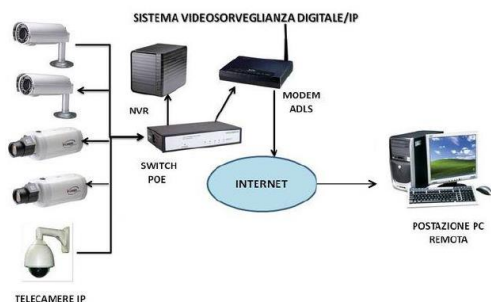 SISTEMA VIDEOSORVEGLIANZA DIGITALE/IP
NVR
MODEM
ADLS
SWITCH
POE
INTERNET
POSTAZIONE PC
REMOTA
TELECAMERE IP